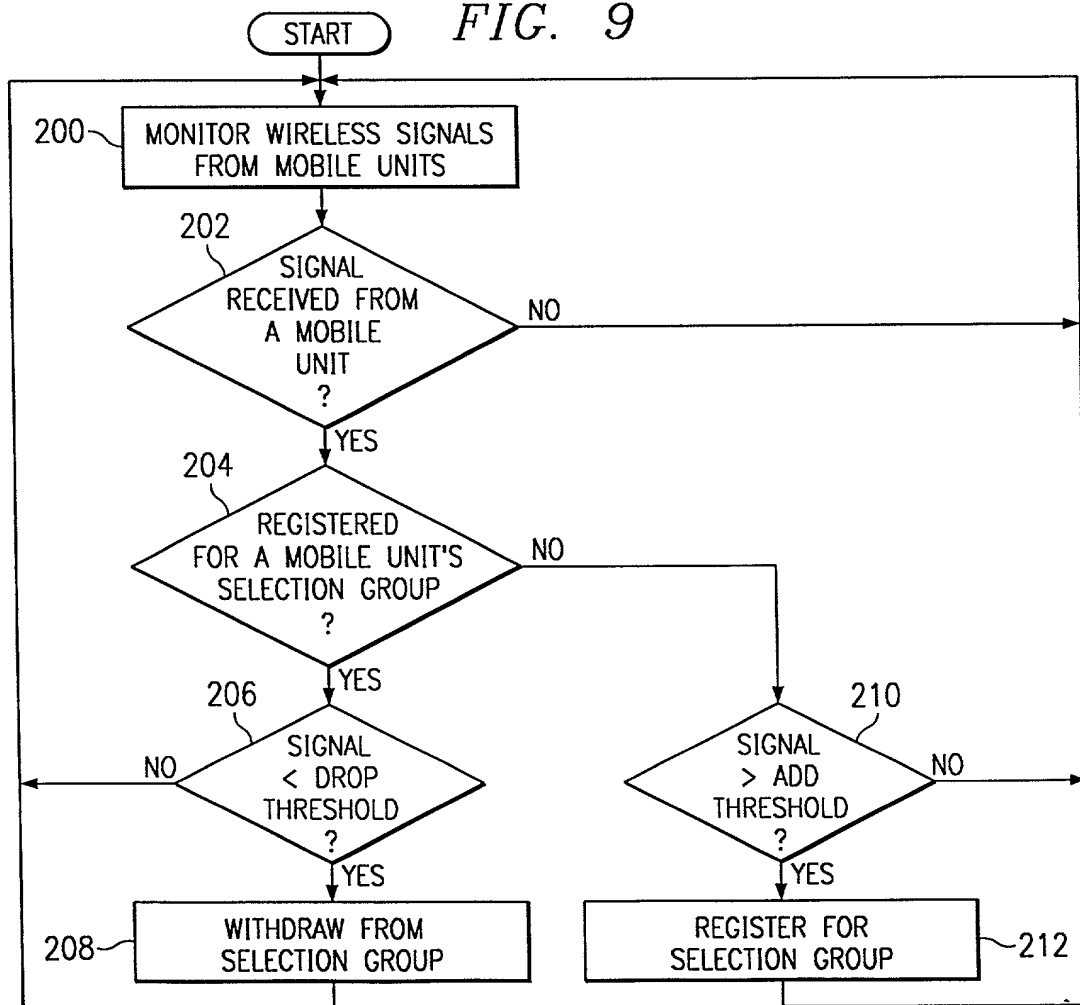 FIG. 9
START
200
MONITOR WIRELESS SIGNALS
FROM MOBILE UNITS
202
SIGNAL
RECEIVED FROM
A MOBILE
UNIT
?
NO
YES
204
REGISTERED
FOR A MOBILE UNIT'S
SELECTION GROUP
?
NO
YES
206
SIGNAL
< DROP
THRESHOLD
?
NO
YES
210
SIGNAL
> ADD
THRESHOLD
?
NO
YES
208
WITHDRAW FROM
SELECTION GROUP
REGISTER FOR
SELECTION GROUP
212